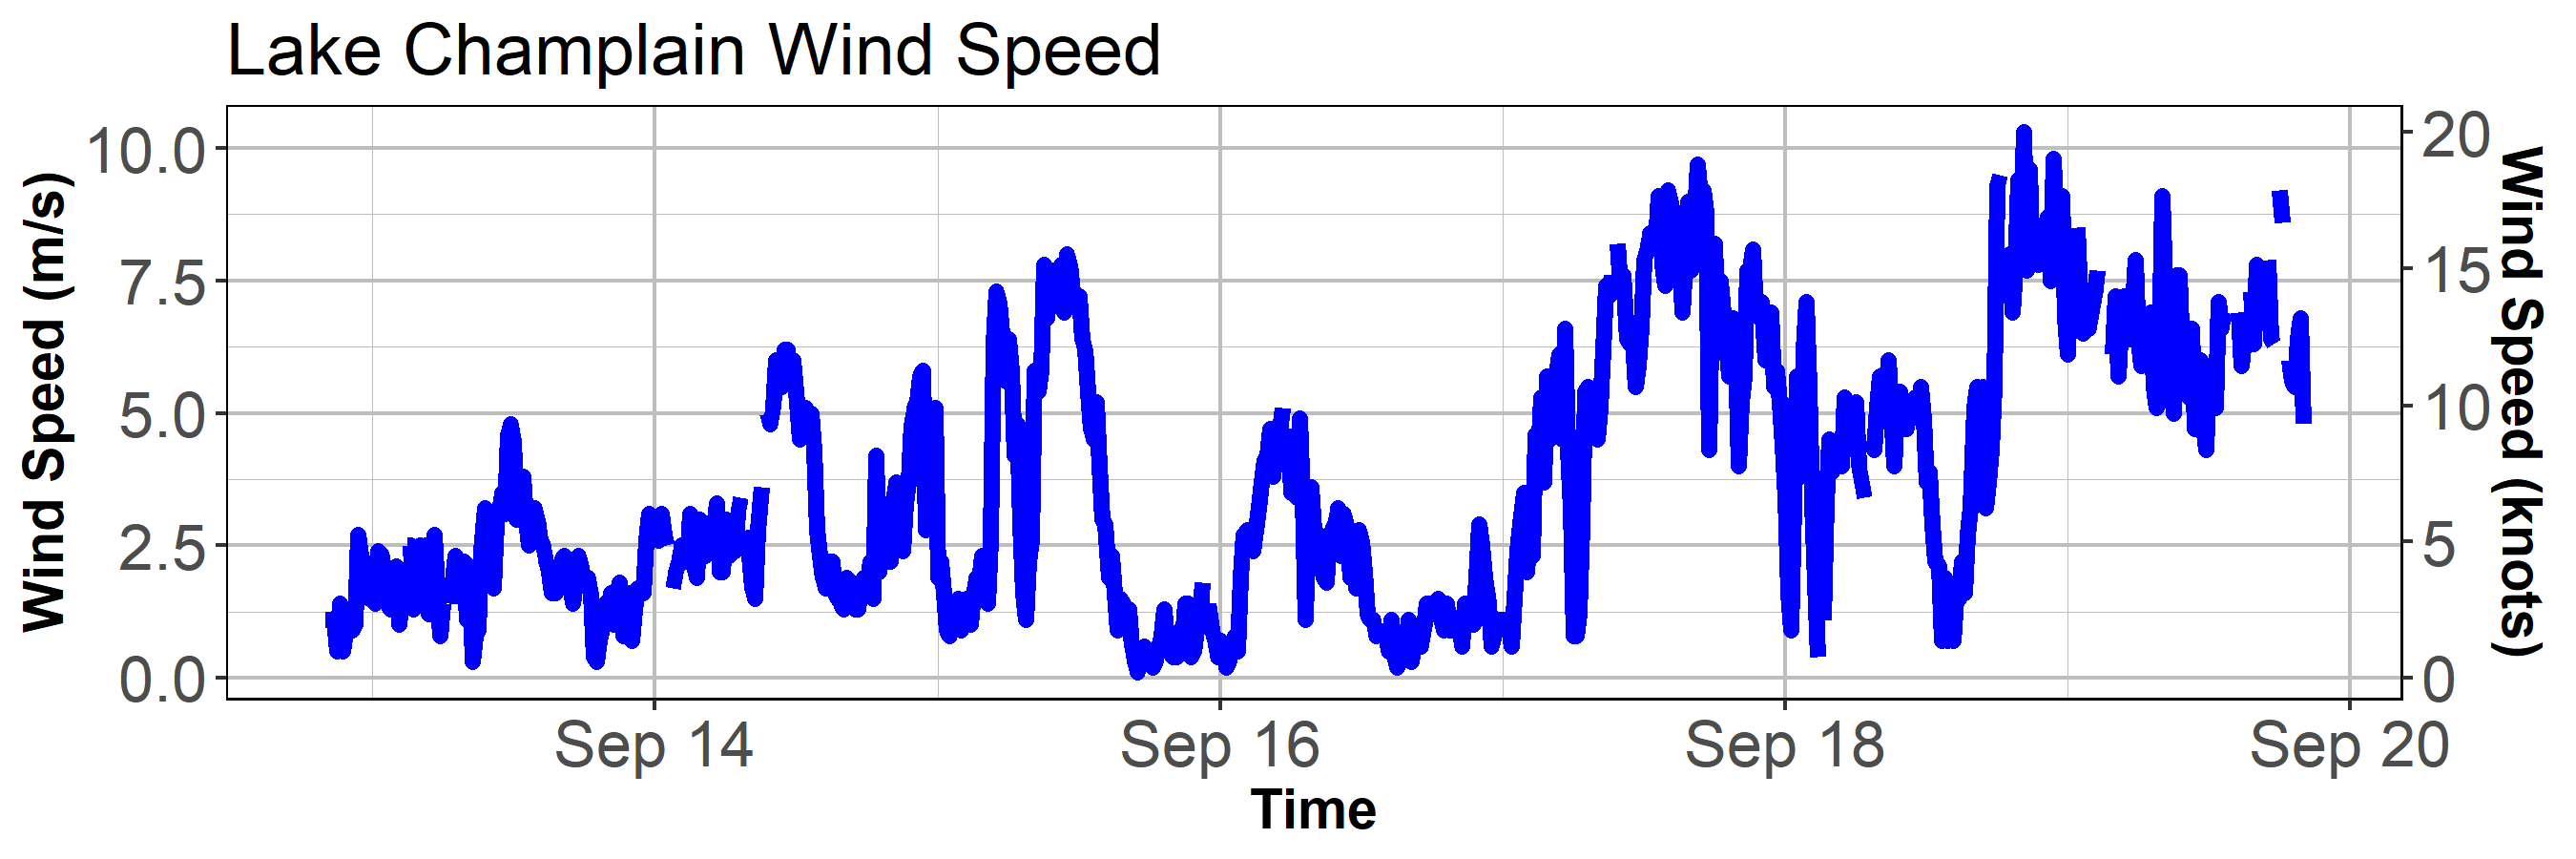 Lake Champlain Wind Speed
Wind Speed (m/s)
10.0
7.5
5.0
2.5
0.0
20
15
10
5
0
Wind Speed (knots)
Sep 14
Sep 16
Sep 18
Sep 20
Time